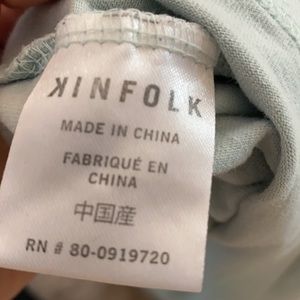 KINFOLK
MADE IN CHINA
FABRIQUÉ EN
CHINA
中国産
RN # 80-0919720